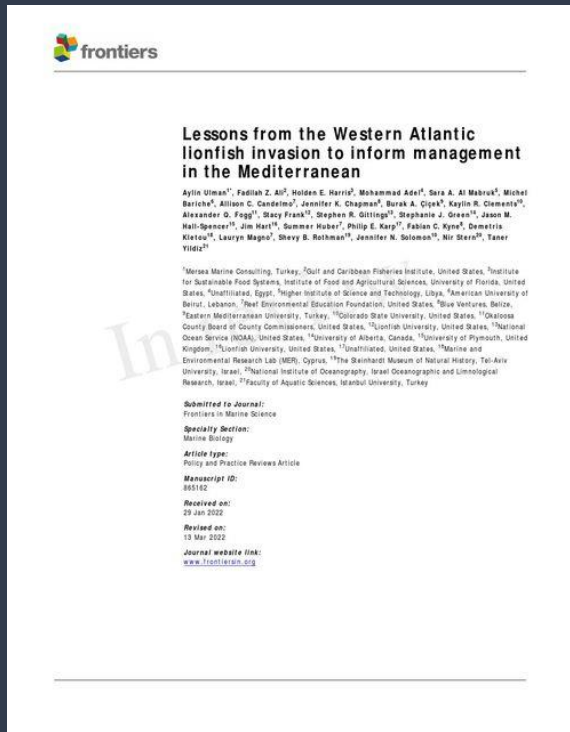 frontiers
Lessons from the Western Atlantic
lionfish invasion to inform management
in the Mediterranean
Aylin Ulman1*, Fadilah Z. Ali2, Holden E. Harris3, Mohammad Adel4, Sara A. Al Mabruk5, Michel
Bariche6, Allison C. Candelmo7, Jennifer K. Chapman8, Burak A. Çiçek9, Kaylin R. Clements10,
Alexander Q. Fogg11, Stacy Frank12, Stephen R. Gittings13, Stephanie J. Green14, Jason M.
Hall-Spencer15, Jim Hart16, Summer Huber7, Philip E. Karp17, Fabian C. Kyne8, Demetris
Kletou18, Lauryn Magno7, Shevy B. Rothman19, Jennifer N. Solomon10, Nir Stern20, Taner
Yildiz21
1Mersea Marine Consulting, Turkey, 2Gulf and Caribbean Fisheries Institute, United States, 3Institute
for Sustainable Food Systems, Institute of Food and Agricultural Sciences, University of Florida, United
States, 4Unaffiliated, Egypt, 5Higher Institute of Science and Technology, Libya, 6American University of
Beirut, Lebanon, 7Reef Environmental Education Foundation, United States, 8Blue Ventures, Belize,
9Eastern Mediterranean University, Turkey, 10Colorado State University, United States, 11Okaloosa
County Board of County Commissioners, United States, 12Lionfish University, United States, 13National
Ocean Service (NOAA), United States, 14University of Alberta, Canada, 15University of Plymouth, United
Kingdom, 16Lionfish University, United States, 17Unaffiliated, United States, 18Marine and
Environmental Research Lab (MER), Cyprus, 19The Steinhardt Museum of Natural History, Tel-Aviv
University, Israel, 20National Institute of Oceanography, Israel Oceanographic and Limnological
Research, Israel, 21Faculty of Aquatic Sciences, Istanbul University, Turkey
Submitted to Journal:
Frontiers in Marine Science
Specialty Section:
Marine Biology
Article type:
Policy and Practice Reviews Article
Manuscript ID:
865162
Received on:
29 Jan 2022
Revised on:
13 Mar 2022
Journal website link:
www.frontiersin.org